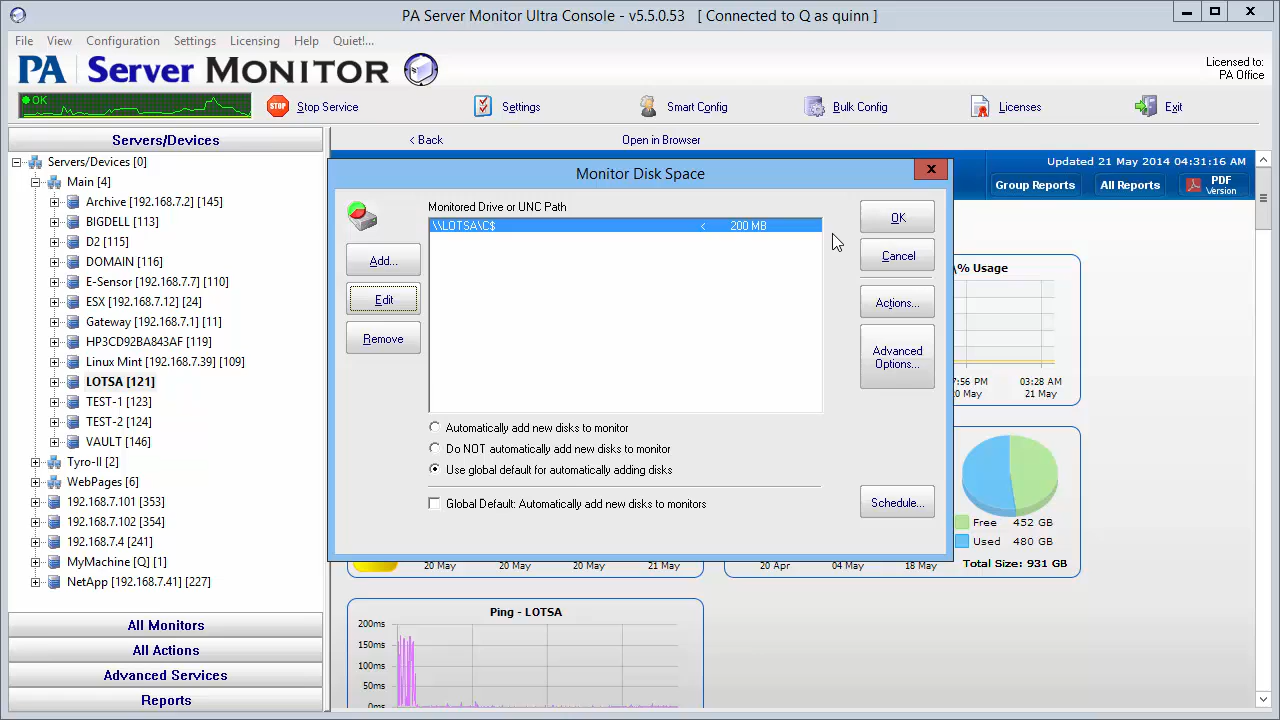 PA Server Monitor Ultra Console - v5.5.0.53 [ Connected to Q as quinn ]
File View Configuration Settings Licensing Help Quiet!...
PA Server MONITOR
Licensed to:
PA Office
OK
Stop Service
Settings
Smart Config
Bulk Config
Licenses
Exit
Servers/Devices
< Back
Open in Browser
Servers/Devices [0]
Main [4]
Archive [192.168.7.2] [145]
BIGDELL [113]
D2 [115]
DOMAIN [116]
E-Sensor [192.168.7.7] [110]
ESX [192.168.7.12] [24]
Gateway [192.168.7.1] [11]
HP3CD92BA843AF [119]
Linux Mint [192.168.7.39] [109]
LOTSA [121]
TEST-1 [123]
TEST-2 [124]
VAULT [146]
Tyro-II [2]
WebPages [6]
192.168.7.101 [353]
192.168.7.102 [354]
192.168.7.4 [241]
MyMachine [Q] [1]
NetApp [192.168.7.41] [227]
All Monitors
All Actions
Advanced Services
Reports
Updated 21 May 2014 04:31:16 AM
Group Reports
All Reports
PDF
Version
Monitor Disk Space
X
Monitored Drive or UNC Path
\\LOTSA\C$ < 200 MB
Add...
Edit
Remove
OK
Cancel
Actions...
Advanced
Options...
Schedule...
Automatically add new disks to monitor
Do NOT automatically add new disks to monitor
Use global default for automatically adding disks
Global Default: Automatically add new disks to monitors
\% Usage
7:56 PM
0 May
03:28 AM
21 May
Free 452 GB
Used 480 GB
Total Size: 931 GB
20 May 20 May 20 May 21 May
20 Apr 04 May 18 May
Ping - LOTSA
200ms
150ms
100ms
50ms
0ms